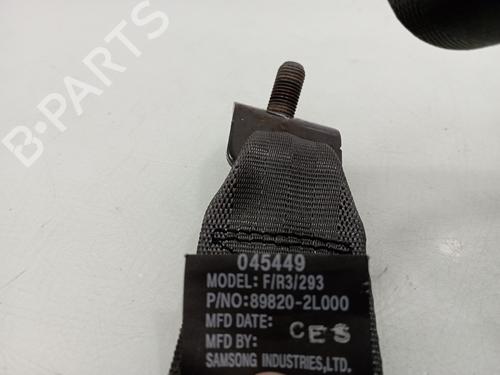 B-PARTS
045449
MODEL: F/R3/293
P/NO:89820-2L000
MFD DATE: CES
MFD BY:
SAMSONG INDUSTRIES,LTD.